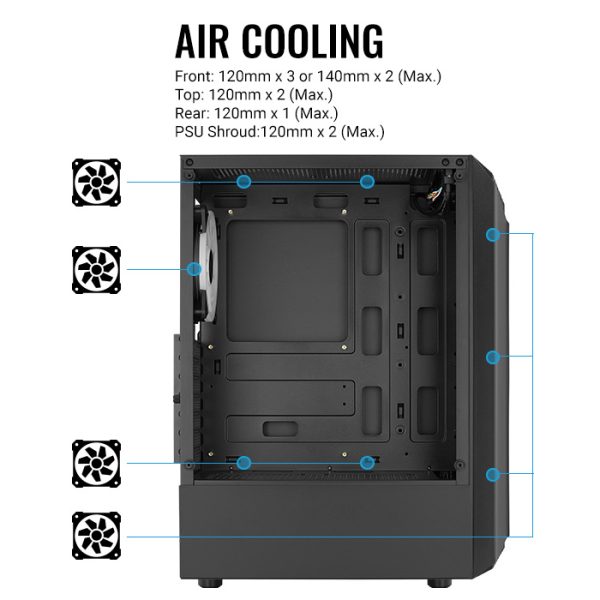 AIR COOLING
Front: 120mm x 3 or 140mm x 2 (Max.)
Top: 120mm x 2 (Max.)
Rear: 120mm x 1 (Max.)
PSU Shroud:120mm x 2 (Max.)